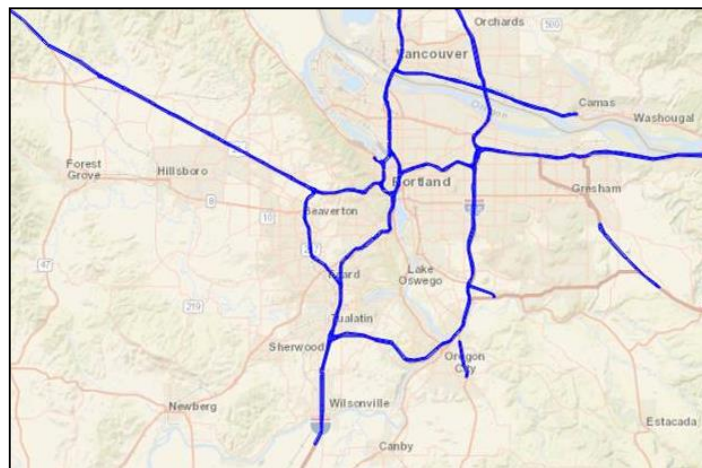 Orchards
500
Vancouver
Camas
Washougal
Forest
Grove
Hillsboro
Portland
Gresham
8
10
Beaverton
47
Lake
Oswego
219
Tualatin
Sherwood
Oregon
City
Newberg
Wilsonville
Estacada
Canby